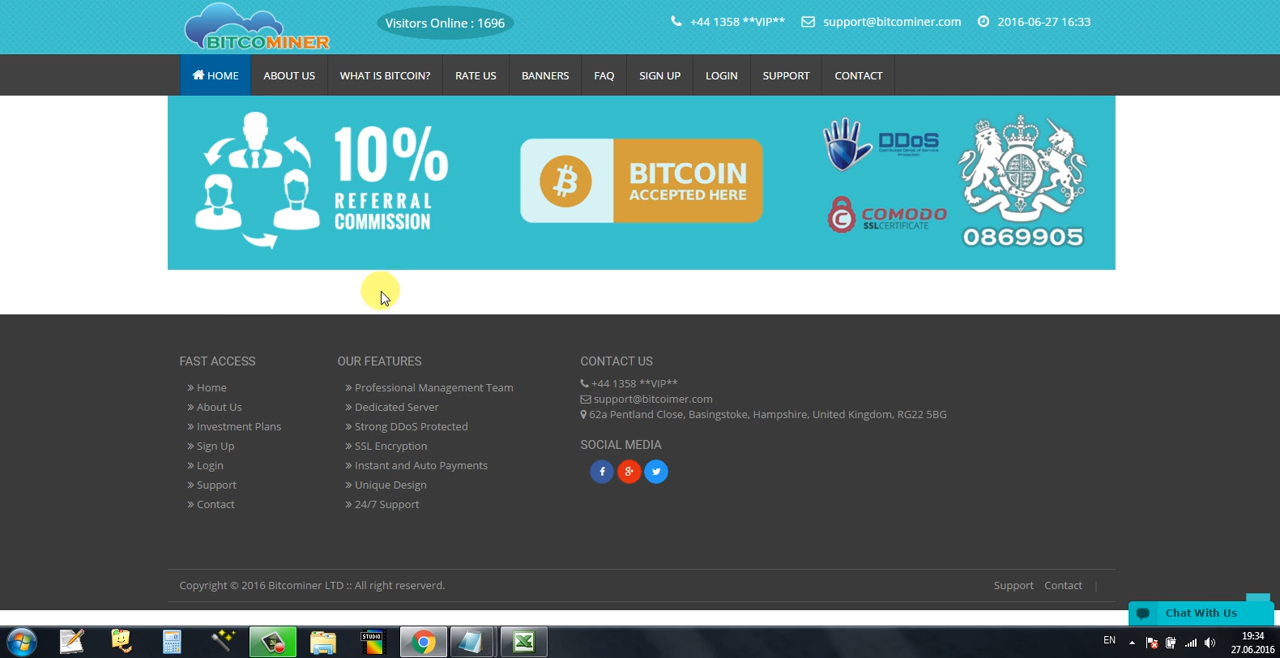 BITCOMINER
Visitors Online : 1696
+44 1358 **VIP**
support@bitcominer.com
2016-06-27 16:33
HOME
ABOUT US
WHAT IS BITCOIN?
RATE US
BANNERS
FAQ
SIGN UP
LOGIN
SUPPORT
CONTACT
10%
REFERRAL
COMMISSION
BITCOIN
ACCEPTED HERE
DDoS
COMODO
SSL CERTIFICATE
0869905
FAST ACCESS
» Home
» About Us
» Investment Plans
» Sign Up
» Login
» Support
» Contact
OUR FEATURES
» Professional Management Team
» Dedicated Server
» Strong DDoS Protected
» SSL Encryption
» Instant and Auto Payments
» Unique Design
» 24/7 Support
CONTACT US
+44 1358 **VIP**
support@bitcoimer.com
62a Pentland Close, Basingstoke, Hampshire, United Kingdom, RG22 5BG
SOCIAL MEDIA
Copyright © 2016 Bitcominer LTD :: All right reserverd.
Support Contact |
Chat With Us
STUDIO
EN
19:34
27.06.2016